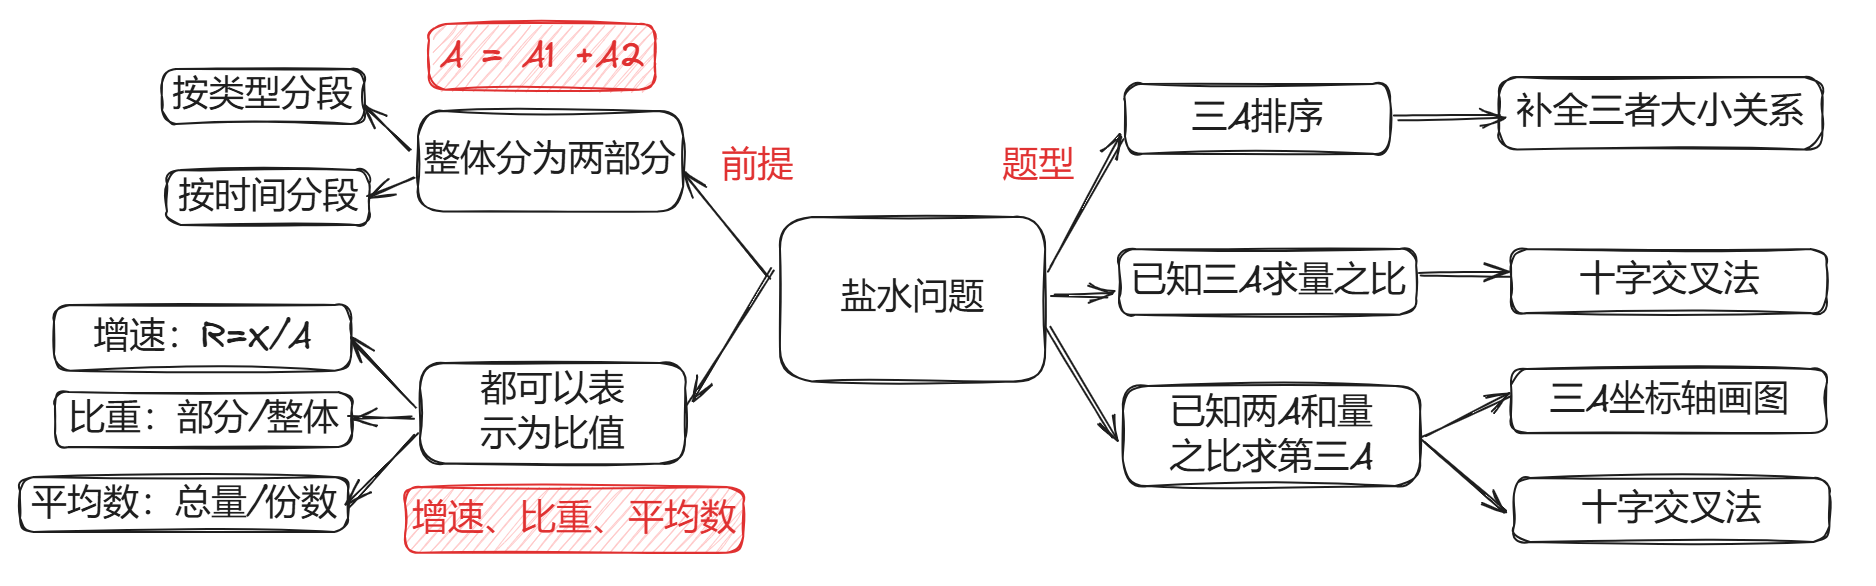 A = A1 +A2
按类型分段
整体分为两部分
按时间分段
前提
增速：R=x/A
比重：部分/整体
平均数：总量/份数
都可以表
示为比值
增速、比重、平均数
盐水问题
题型
三A排序
补全三者大小关系
已知三A求量之比
十字交叉法
已知两A和量
之比求第三A
三A坐标轴画图
十字交叉法